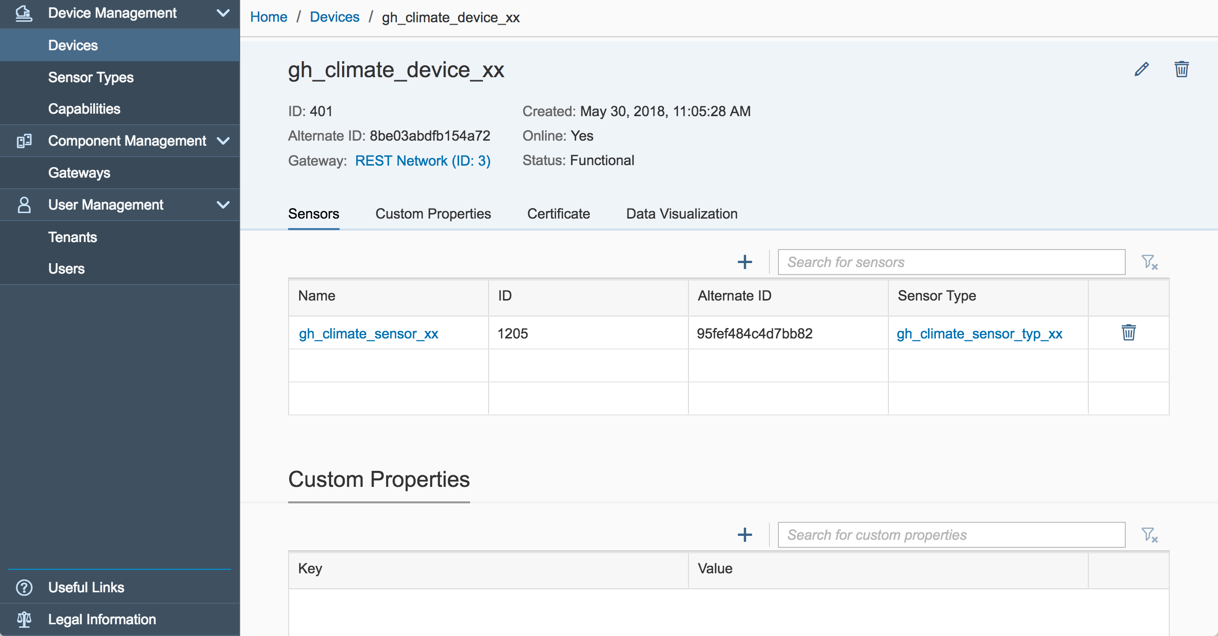 Device Management
Devices
Sensor Types
Capabilities
Component Management
Gateways
User Management
Tenants
Users
Useful Links
Legal Information
Home / Devices / gh_climate_device_xx
gh_climate_device_xx
ID: 401
Alternate ID: 8be03abdfb154a72
Gateway: REST Network (ID: 3)
Created: May 30, 2018, 11:05:28 AM
Online: Yes
Status: Functional
Sensors Custom Properties Certificate Data Visualization
Search for sensors
Name ID Alternate ID Sensor Type
gh_climate_sensor_xx 1205 95fef484c4d7bb82 gh_climate_sensor_typ_xx
Custom Properties
Search for custom properties
Key Value